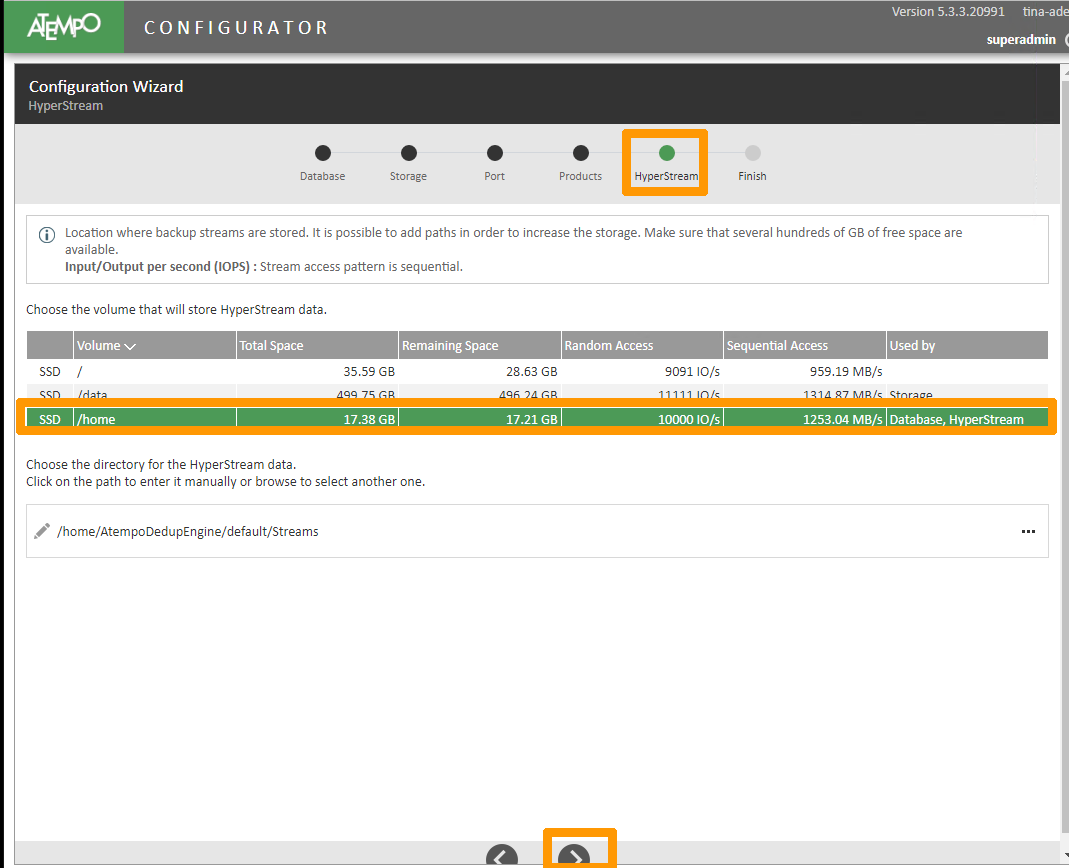 ATEMPO
CONFIGURATOR
Version 5.3.3.20991 tina-ade
superadmin
Configuration Wizard
HyperStream
Database Storage Port Products HyperStream Finish
Location where backup streams are stored. It is possible to add paths in order to increase the storage. Make sure that several hundreds of GB of free space are
available.
Input/Output per second (IOPS) : Stream access pattern is sequential.
Choose the volume that will store HyperStream data.
Volume Total Space Remaining Space Random Access Sequential Access Used by
SSD / 35.59 GB 28.63 GB 9091 IO/s 959.19 MB/s
SSD /data 499.75 GB 496.24 GB 11111 IO/s 1314.87 MB/s Storage
SSD /home 17.38 GB 17.21 GB 10000 IO/s 1253.04 MB/s Database, HyperStream
Choose the directory for the HyperStream data.
Click on the path to enter it manually or browse to select another one.
/home/AtempoDedupEngine/default/Streams